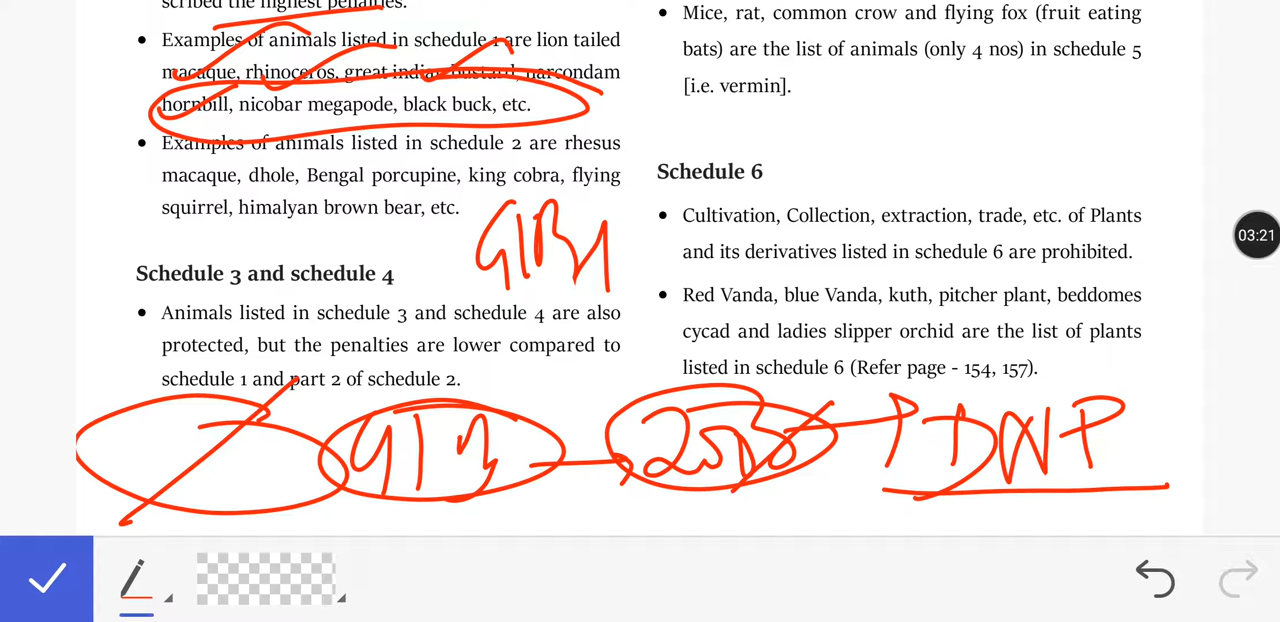 scribed the highest penalties.
• Examples of animals listed in schedule 1 are lion tailed
macaque, rhinoceros, great indian bustard, narcondam
hornbill, nicobar megapode, black buck, etc.
• Examples of animals listed in schedule 2 are rhesus
macaque, dhole, Bengal porcupine, king cobra, flying
squirrel, himalyan brown bear, etc.
Schedule 3 and schedule 4
• Animals listed in schedule 3 and schedule 4 are also
protected, but the penalties are lower compared to
schedule 1 and part 2 of schedule 2.
GIB
• Mice, rat, common crow and flying fox (fruit eating
bats) are the list of animals (only 4 nos) in schedule 5
[i.e. vermin].
Schedule 6
• Cultivation, Collection, extraction, trade, etc. of Plants
and its derivatives listed in schedule 6 are prohibited.
• Red Vanda, blue Vanda, kuth, pitcher plant, beddomes
cycad and ladies slipper orchid are the list of plants
listed in schedule 6 (Refer page - 154, 157).
GIB
DNP
03:21